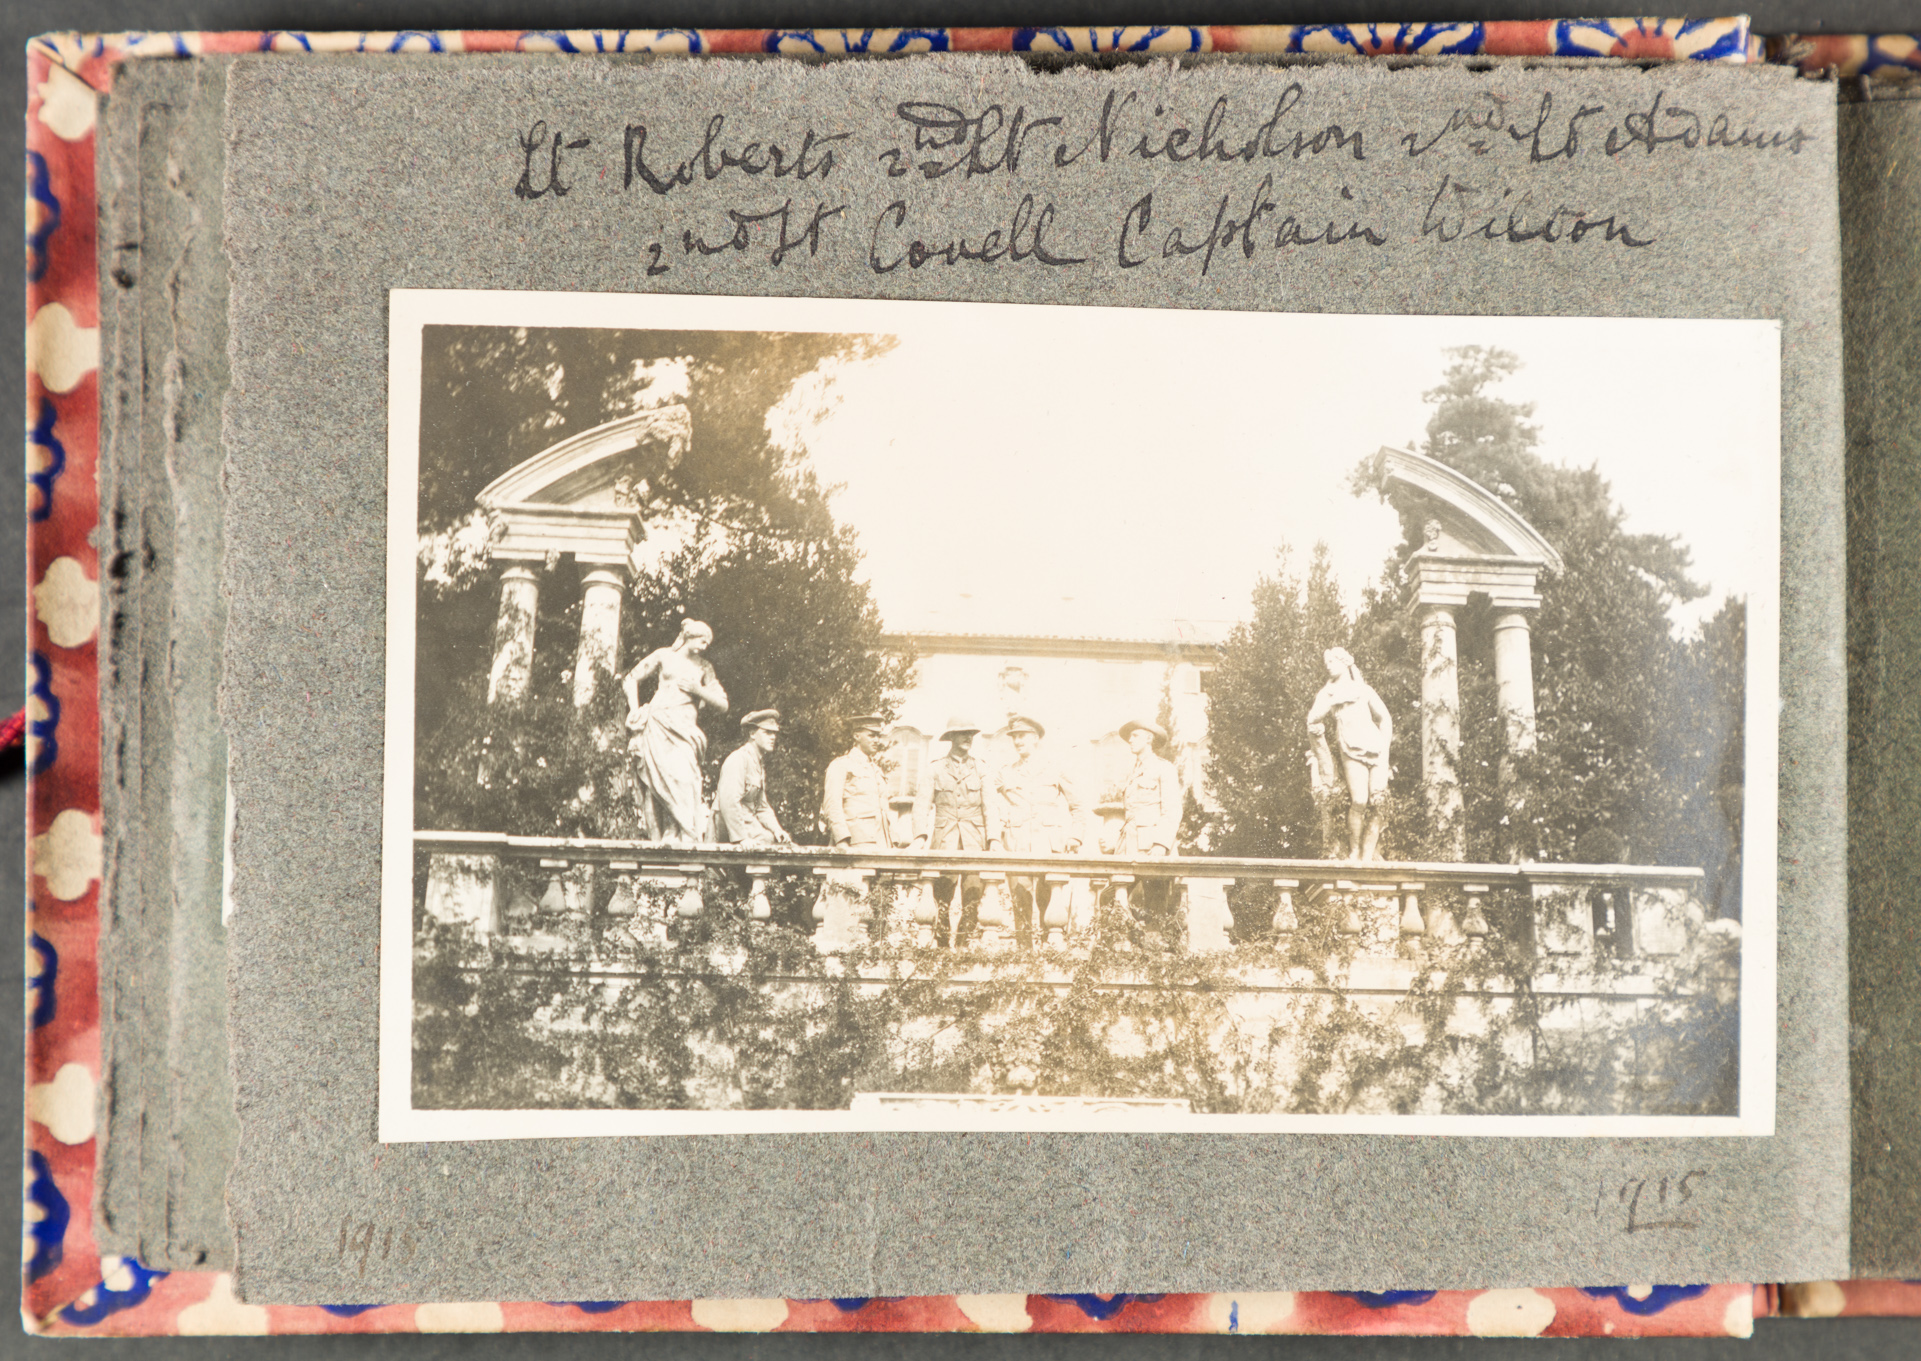 Lt Roberts 2nd Lt Nicholson 2nd Lt Adams
2nd Lt Covell Captain Wilson
1915
1915